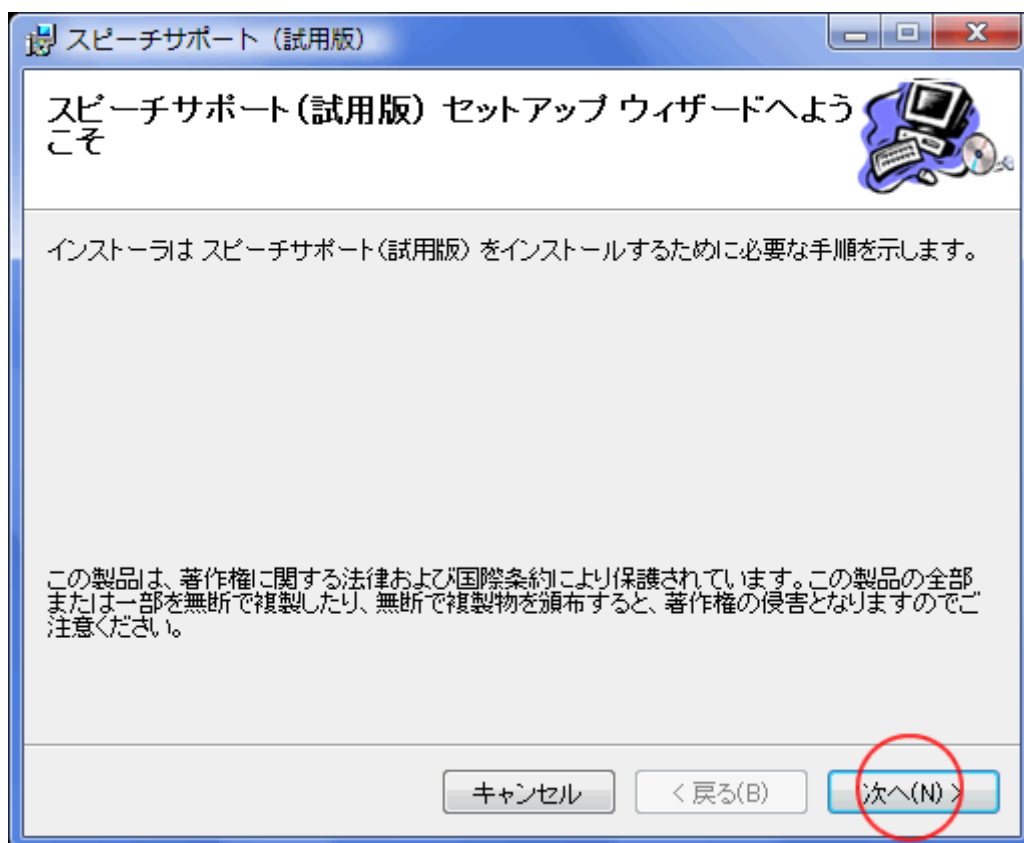 スピーチサポート（試用版）
スピーチサポート(試用版) セットアップ ウィザードへよう
こそ
インストーラは スピーチサポート(試用版) をインストールするために必要な手順を示します。
この製品は、著作権に関する法律および国際条約により保護されています。この製品の全部
または一部を無断で複製したり、無断で複製物を頒布すると、著作権の侵害となりますのでご
注意ください。
キャンセル
< 戻る(B)
次へ(N) >